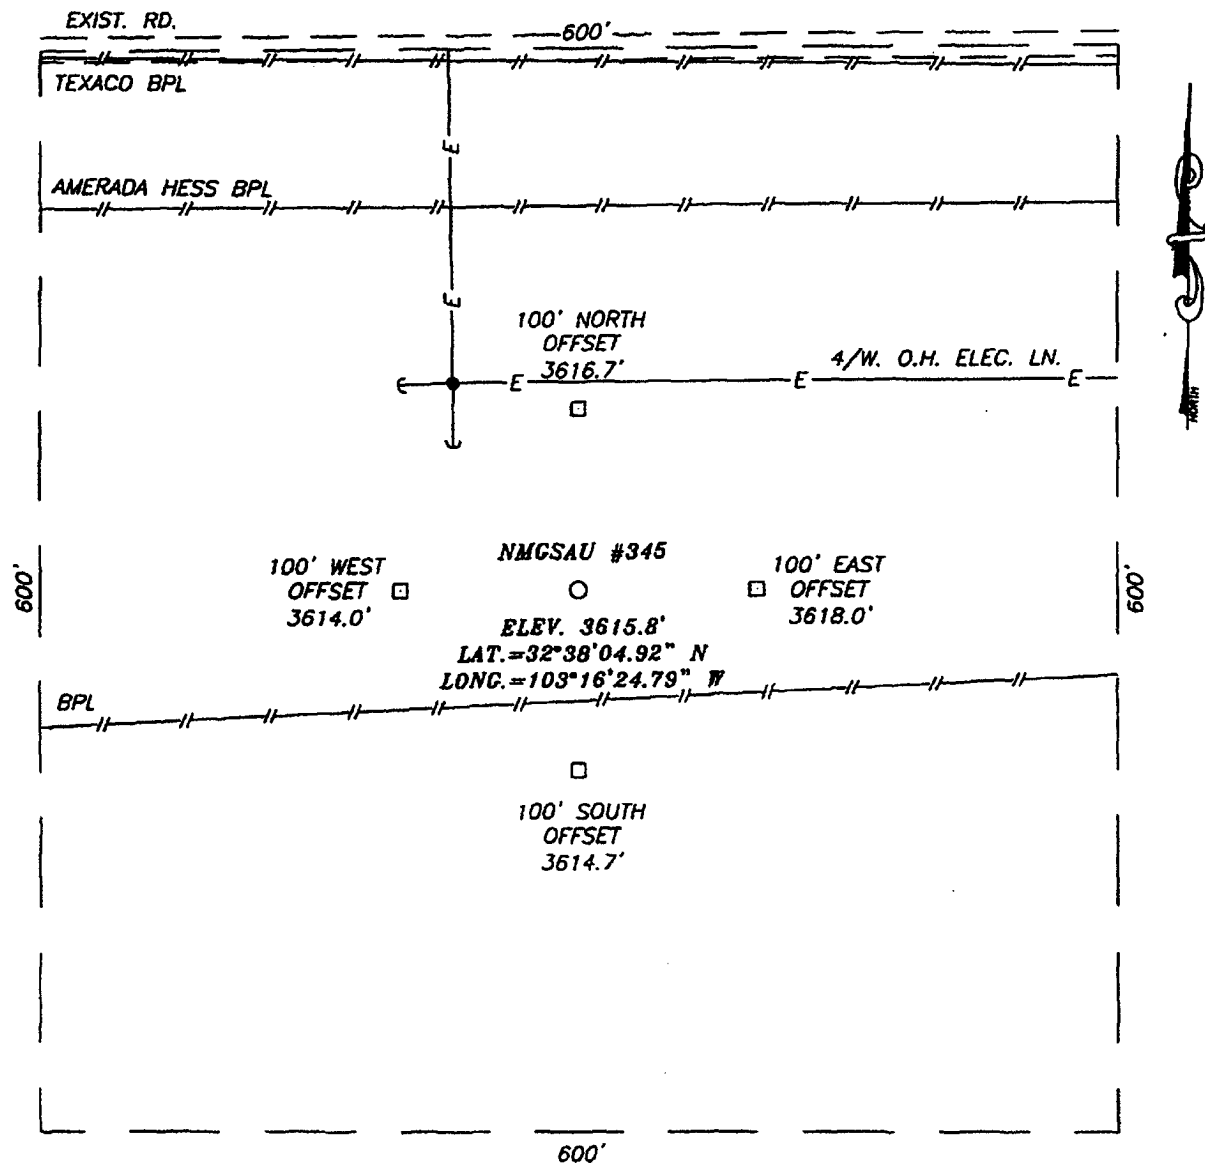 EXIST. RD.
600'
TEXACO BPL
AMERADA HESS BPL
E
E
100' NORTH
OFFSET
3616.7'
4/W. O.H. ELEC. LN.
E
E
E
NORTH
NMGSAU #345
100' WEST
OFFSET
3614.0'
100' EAST
OFFSET
3618.0'
600'
600'
ELEV. 3615.8'
LAT.=32°38'04.92" N
LONG.=103°16'24.79" W
BPL
100' SOUTH
OFFSET
3614.7'
600'